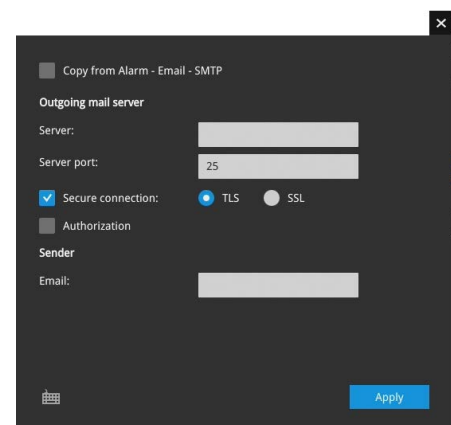 Copy from Alarm - Email - SMTP
Outgoing mail server
Server:
Server port: 25
Secure connection: TLS SSL
Authorization
Sender
Email:
Apply